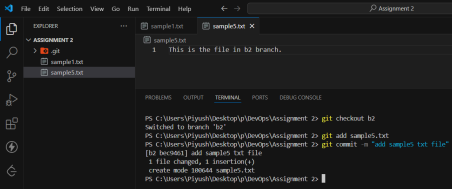 File Edit Selection View Go Run Terminal Help
Assignment 2
EXPLORER
ASSIGNMENT 2
.git
sample1.txt
sample5.txt
sample1.txt
sample5.txt
sample5.txt
1 This is the file in b2 branch.
PROBLEMS OUTPUT TERMINAL PORTS DEBUG CONSOLE
PS C:\Users\Piyush\Desktop\p\DevOps\Assignment 2> git checkout b2
Switched to branch 'b2'
PS C:\Users\Piyush\Desktop\p\DevOps\Assignment 2> git add sample5.txt
PS C:\Users\Piyush\Desktop\p\DevOps\Assignment 2> git commit -m "add sample5 txt file"
[b2 bec9461] add sample5 txt file
1 file changed, 1 insertion(+)
create mode 100644 sample5.txt
PS C:\Users\Piyush\Desktop\p\DevOps\Assignment 2>